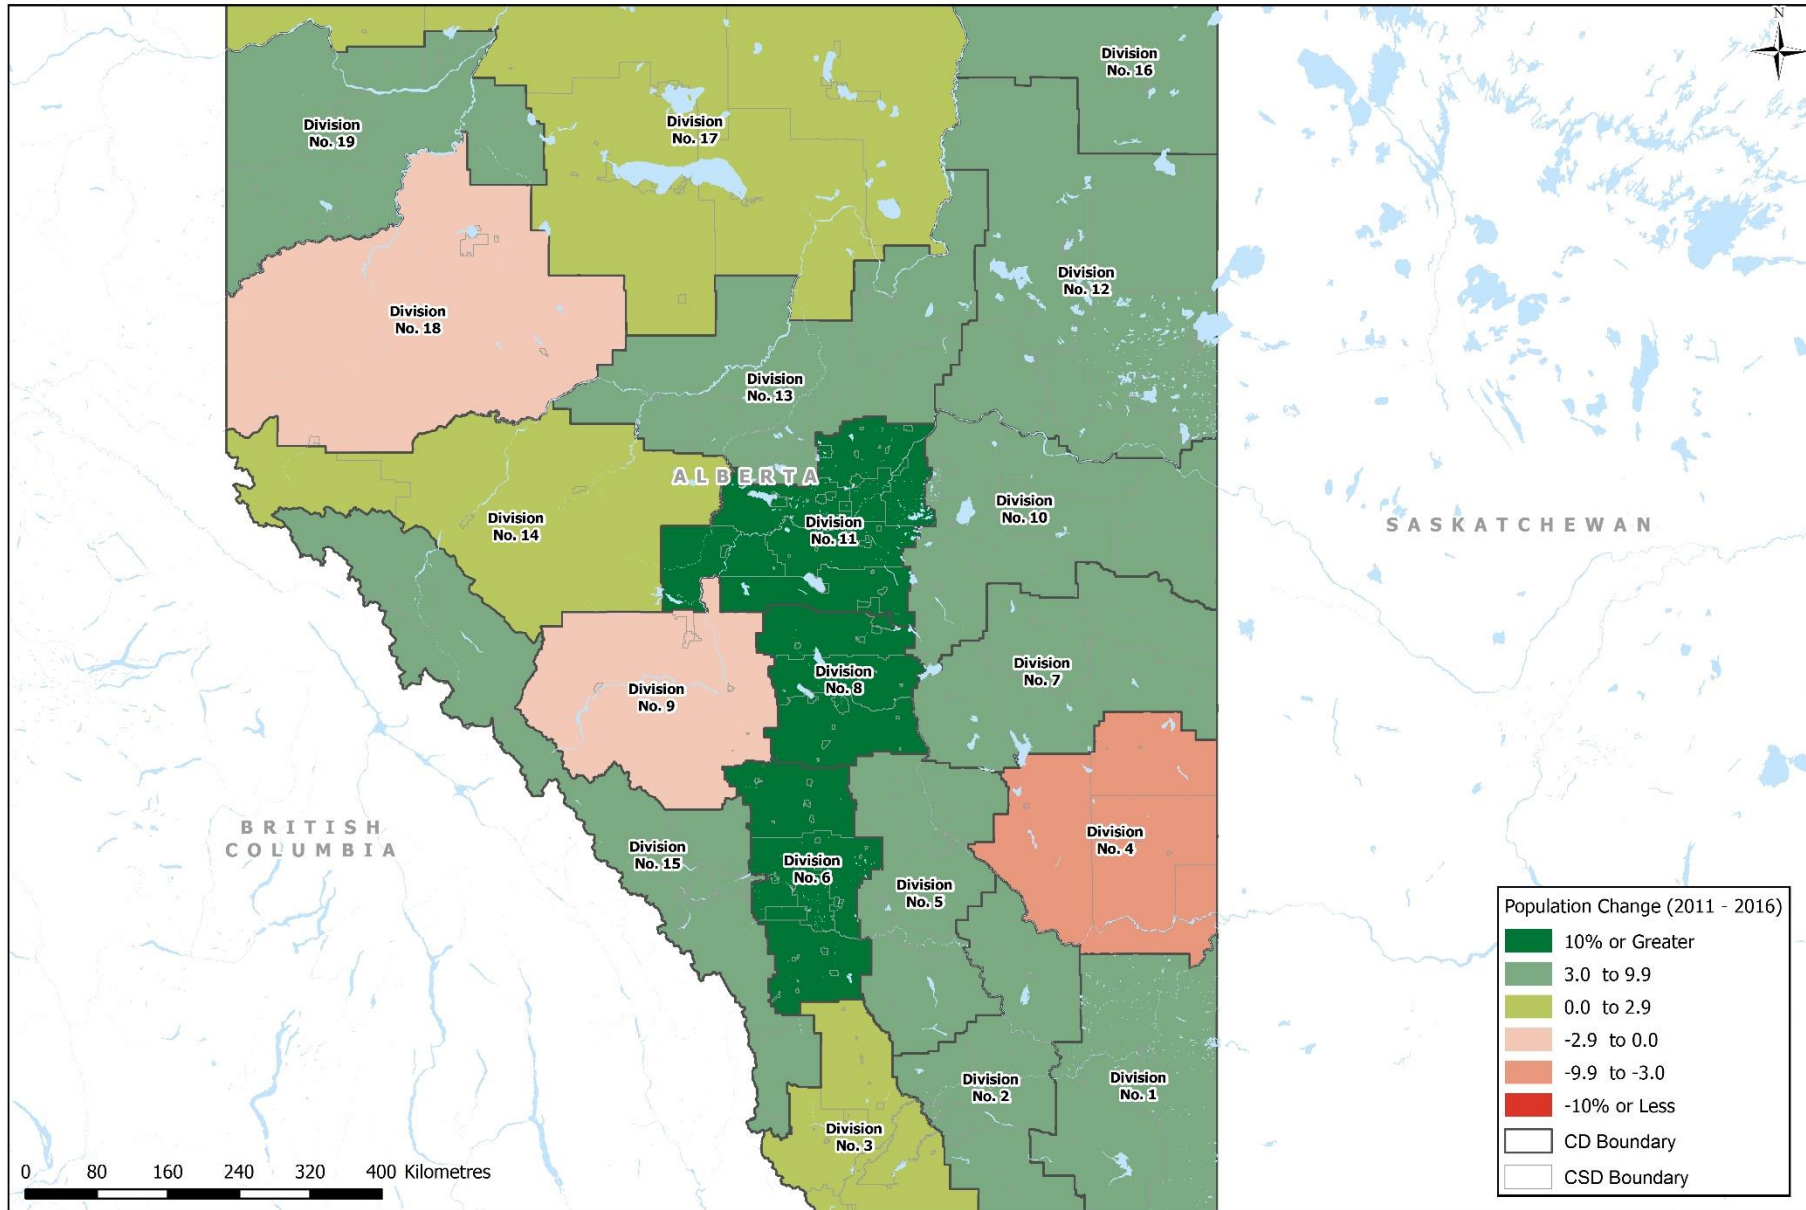 N
Division
No. 16
Division
No. 19
Division
No. 17
Division
No. 12
Division
No. 18
Division
No. 13
ALBERTA
Division
No. 14
Division
No. 11
Division
No. 10
SASKATCHEWAN
Division
No. 9
Division
No. 8
Division
No. 7
BRITISH
COLUMBIA
Division
No. 15
Division
No. 6
Division
No. 5
Division
No. 4
Division
No. 3
Division
No. 2
Division
No. 1
Population Change (2011 - 2016)
10% or Greater
3.0 to 9.9
0.0 to 2.9
-2.9 to 0.0
-9.9 to -3.0
-10% or Less
CD Boundary
CSD Boundary
0 80 160 240 320 400 Kilometres